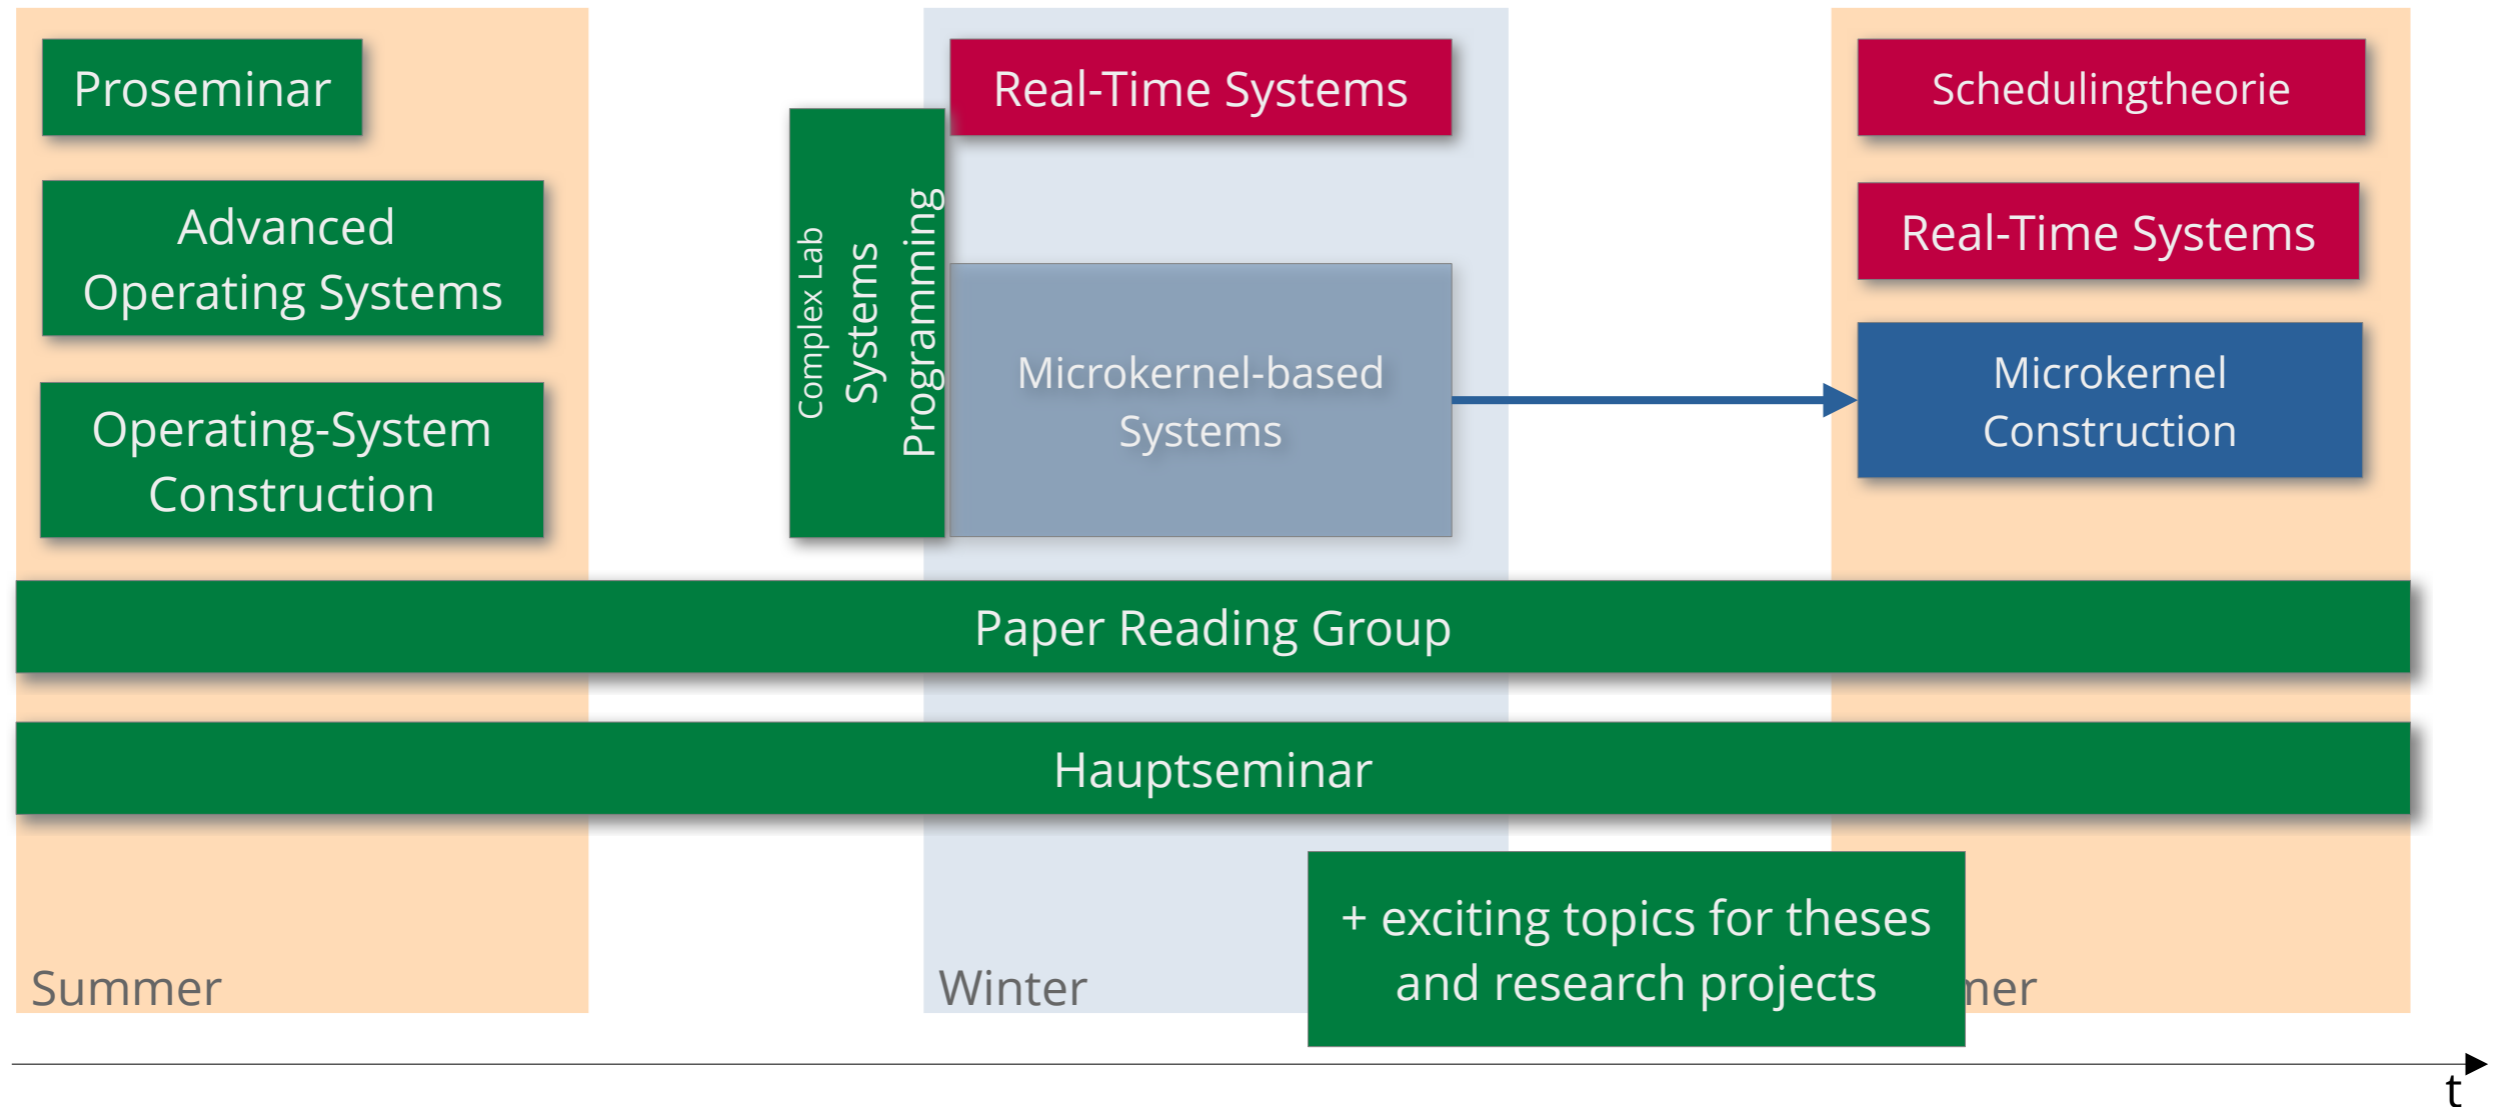 Proseminar
Advanced
Operating Systems
Operating-System
Construction
Complex Lab
Systems
Programming
Real-Time Systems
Microkernel-based
Systems
Schedulingtheorie
Real-Time Systems
Microkernel
Construction
Paper Reading Group
Hauptseminar
+ exciting topics for theses
and research projects
Summer
Winter
mer
t